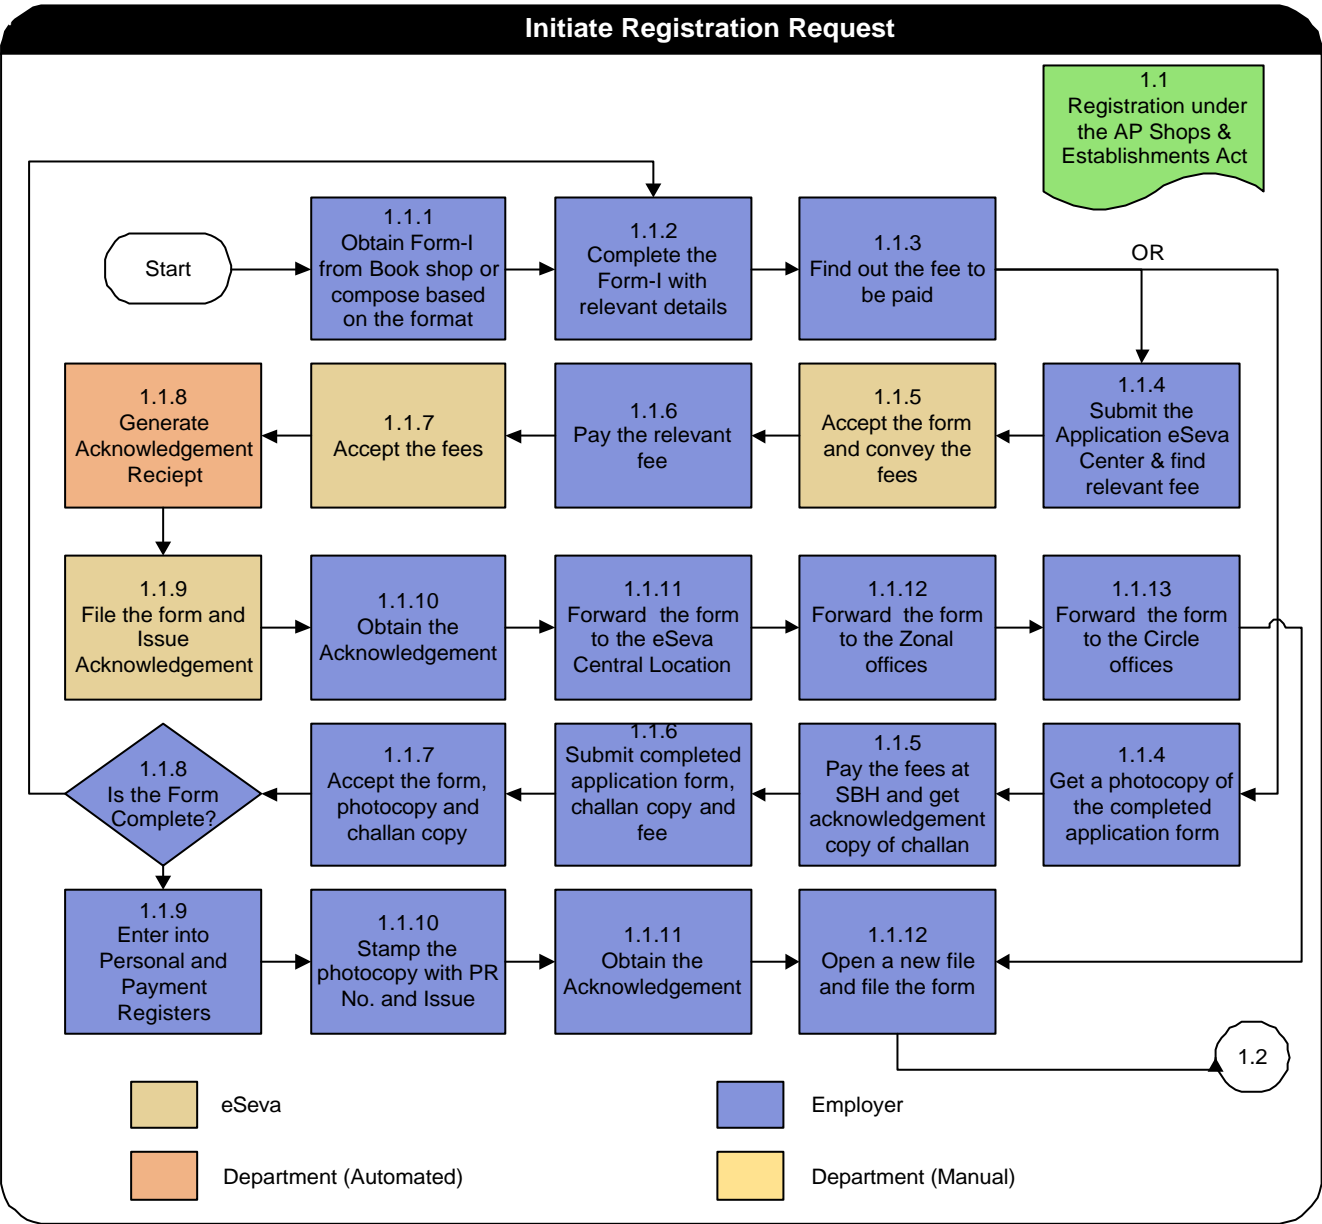 Initiate Registration Request
1.1
Registration under
the AP Shops &
Establishments Act
Start
1.1.1
Obtain Form-I
from Book shop or
compose based
on the format
1.1.2
Complete the
Form-I with
relevant details
1.1.3
Find out the fee to
be paid
OR
1.1.8
Generate
Acknowledgement
Reciept
1.1.7
Accept the fees
1.1.6
Pay the relevant
fee
1.1.5
Accept the form
and convey the
fees
1.1.4
Submit the
Application eSeva
Center & find
relevant fee
1.1.9
File the form and
Issue
Acknowledgement
1.1.10
Obtain the
Acknowledgement
1.1.11
Forward  the form
to the eSeva
Central Location
1.1.12
Forward  the form
to the Zonal
offices
1.1.13
Forward  the form
to the Circle
offices
1.1.8
Is the Form
Complete?
1.1.7
Accept the form,
photocopy and
challan copy
1.1.6
Submit completed
application form,
challan copy and
fee
1.1.5
Pay the fees at
SBH and get
acknowledgement
copy of challan
1.1.4
Get a photocopy of
the completed
application form
1.1.9
Enter into
Personal and
Payment
Registers
1.1.10
Stamp the
photocopy with PR
No. and Issue
1.1.11
Obtain the
Acknowledgement
1.1.12
Open a new file
and file the form
1.2
eSeva
Employer
Department (Automated)
Department (Manual)